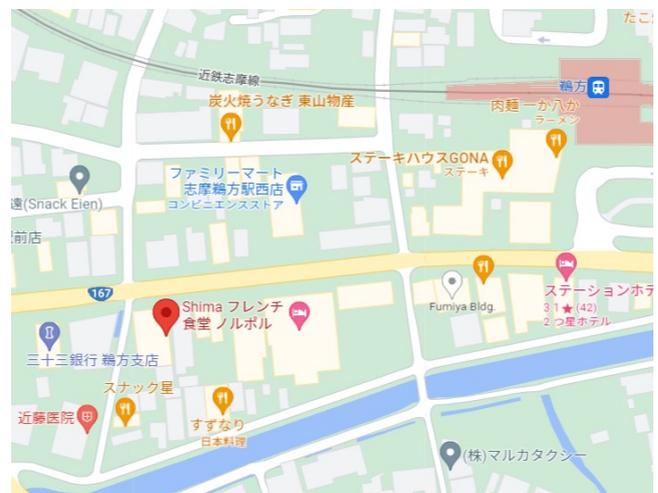 たこ
近鉄志摩線
鵜方
炭火焼うなぎ 東山物産
肉麺 一か八か
ラーメン
ステーキハウスGONA
ステーキ
ファミリーマート
志摩鵜方駅西店
コンビニエンスストア
遠(Snack Eien)
前店
167
Shima フレンチ
食堂 ノルポル
Fumiya Bldg.
ステーションホテ
3.1★(42)
2 つ星ホテル
三十三銀行 鵜方支店
スナック星
近藤医院
すずなり
日本料理
(株)マルカタクシー